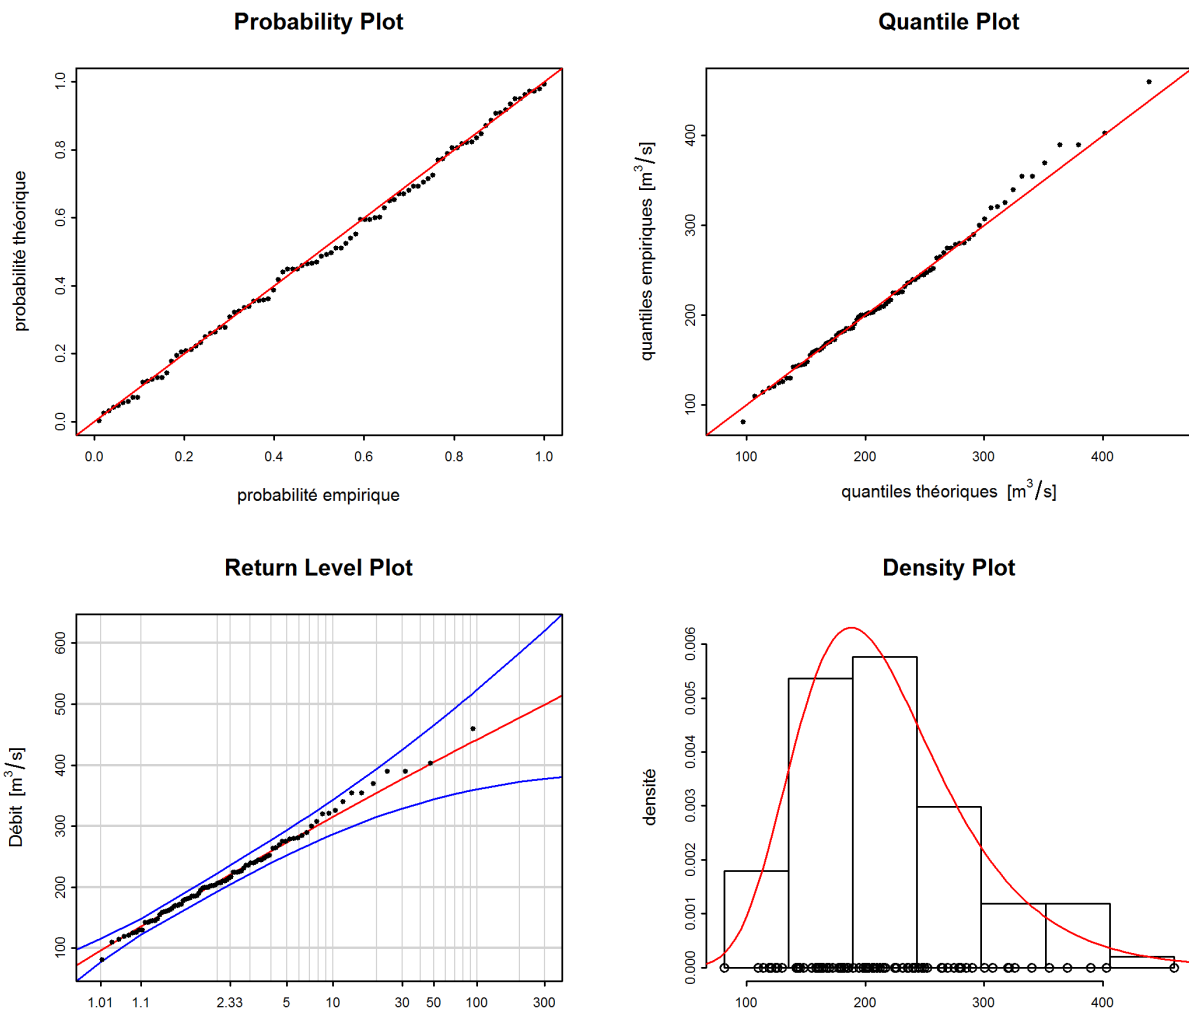 Probability Plot
probabilité théorique
0.0 0.2 0.4 0.6 0.8 1.0
0.0 0.2 0.4 0.6 0.8 1.0
probabilité empirique
Quantile Plot
quantiles empiriques [m³/s]
100 200 300 400
100 200 300 400
quantiles théoriques [m³/s]
Return Level Plot
Débit [m³/s]
100 200 300 400 500 600
1.01 1.1 2.33 5 10 30 50 100 300
Density Plot
densité
0.000 0.001 0.002 0.003 0.004 0.005 0.006
100 200 300 400